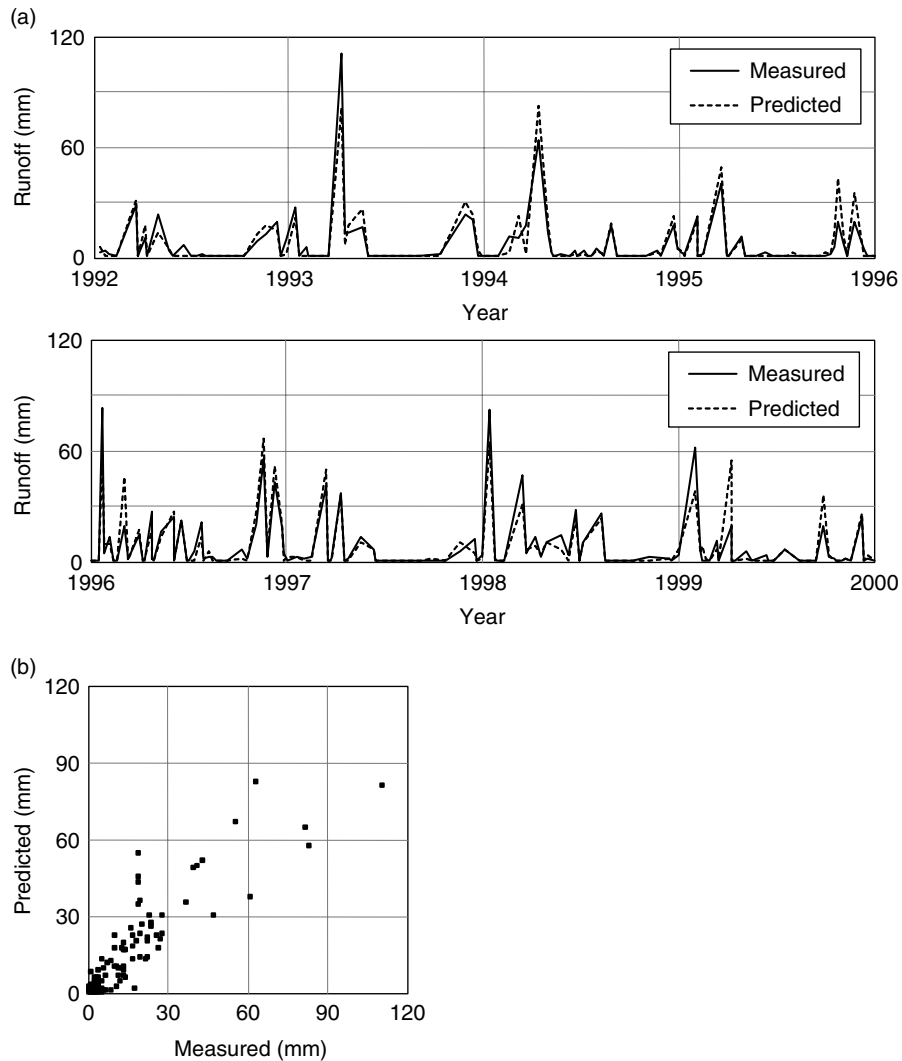 (a)
120
60
0
Runoff (mm)
Measured
Predicted
1992 1993 1994 1995 1996
Year
120
60
0
Runoff (mm)
Measured
Predicted
1996 1997 1998 1999 2000
Year
(b)
120
90
60
30
0
Predicted (mm)
0 30 60 90 120
Measured (mm)